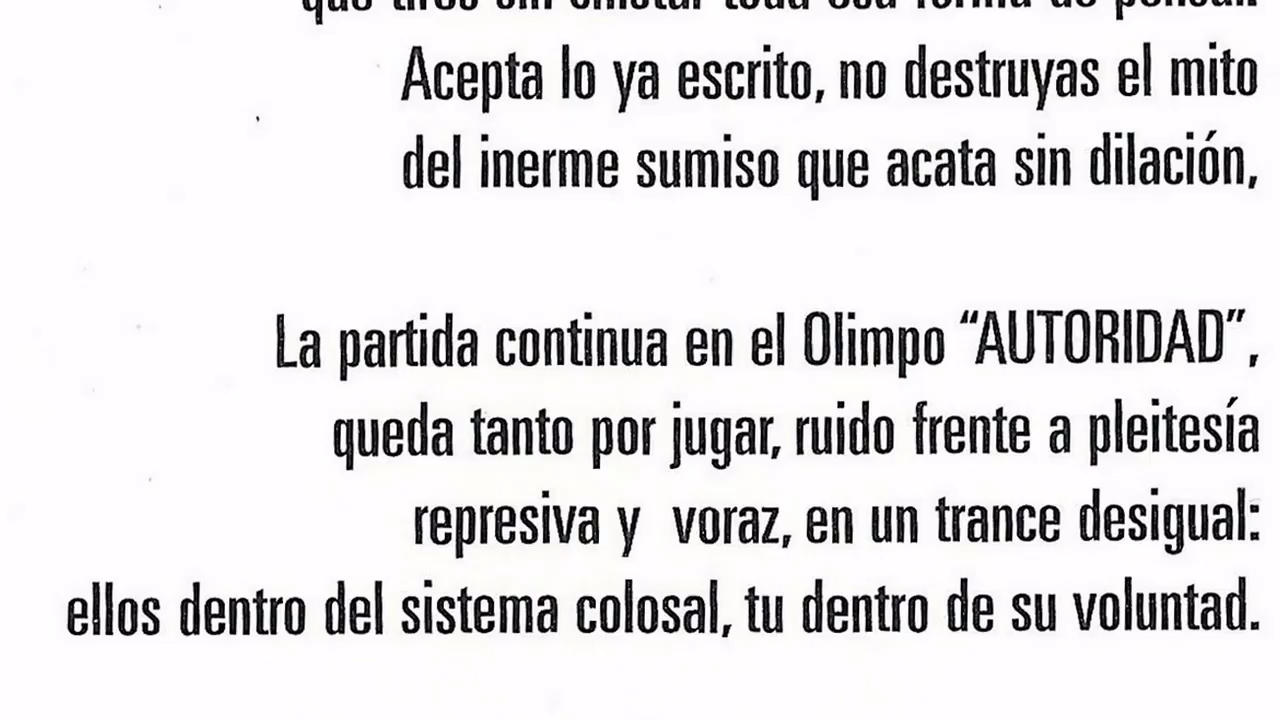 Acepta lo ya escrito, no destruyas el mito
del inerme sumiso que acata sin dilación,
La partida continua en el Olimpo “AUTORIDAD”,
queda tanto por jugar, ruido frente a pleitesía
represiva y voraz, en un trance desigual:
ellos dentro del sistema colosal, tu dentro de su voluntad.